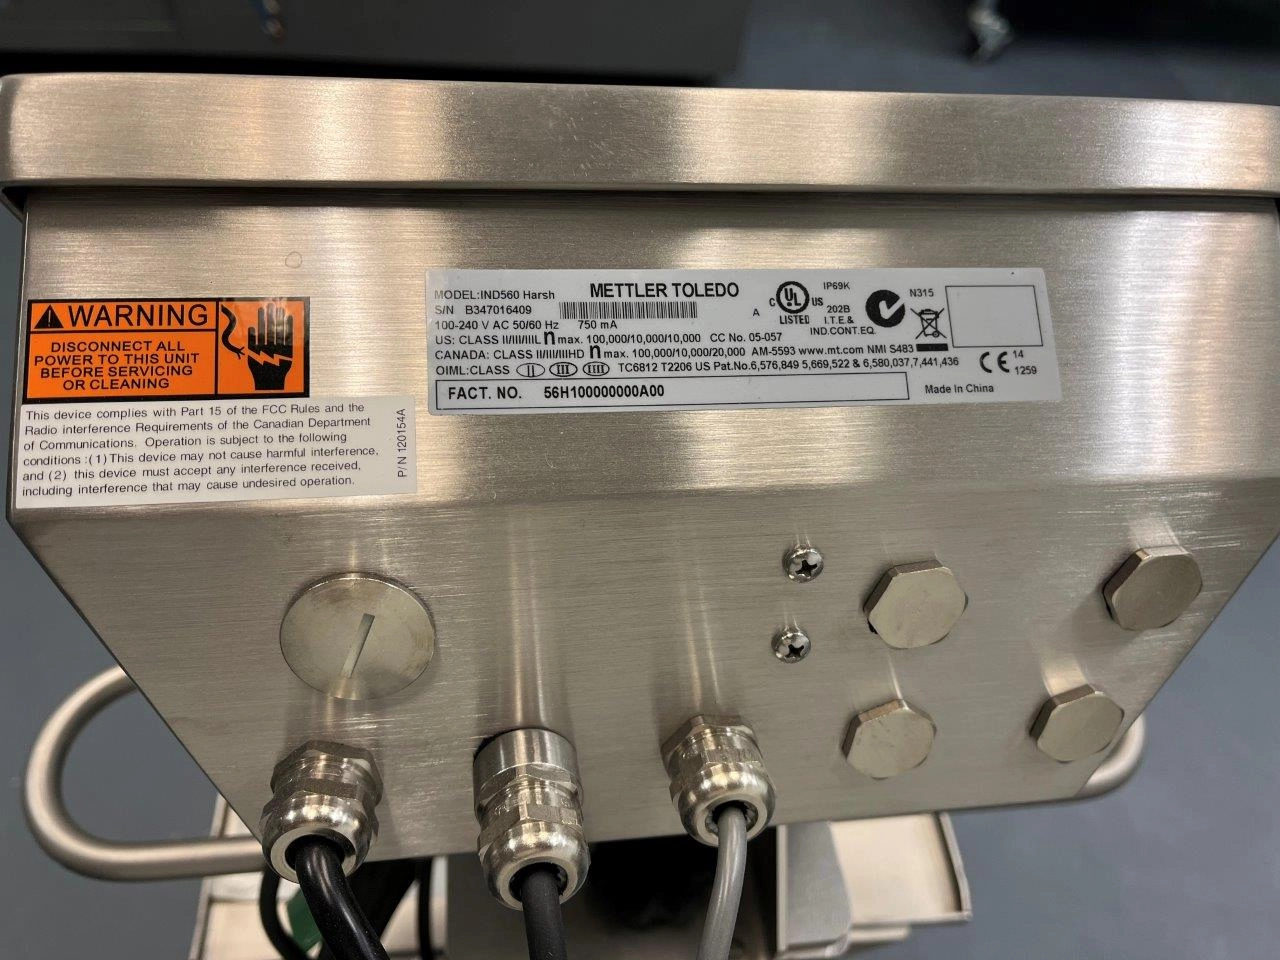 WARNING
DISCONNECT ALL
POWER TO THIS UNIT
BEFORE SERVICING
OR CLEANING
This device complies with Part 15 of the FCC Rules and the
Radio interference Requirements of the Canadian Department
of Communications. Operation is subject to the following
conditions :(1) This device may not cause harmful interference,
and (2) this device must accept any interference received,
including interference that may cause undesired operation.
P/N 120154A
MODEL:IND560 Harsh METTLER TOLEDO
S/N B347016409
100-240 V AC 50/60 Hz 750 mA
US: CLASS II/III/IIIL n max. 100,000/10,000/10,000 CC No. 05-057
CANADA: CLASS II/III/IIIHD n max. 100,000/10,000/20,000 AM-5593 www.mt.com NMI S483
OIML:CLASS II III IIII TC6812 T2206 US Pat.No.6,576,849 5,669,522 & 6,580,037,7,441,436
FACT. NO. 56H100000000A00
A
C UL US
LISTED
IP69K
202B
I.T.E.&
IND.CONT.EQ.
N315
CE 14
1259
Made in China